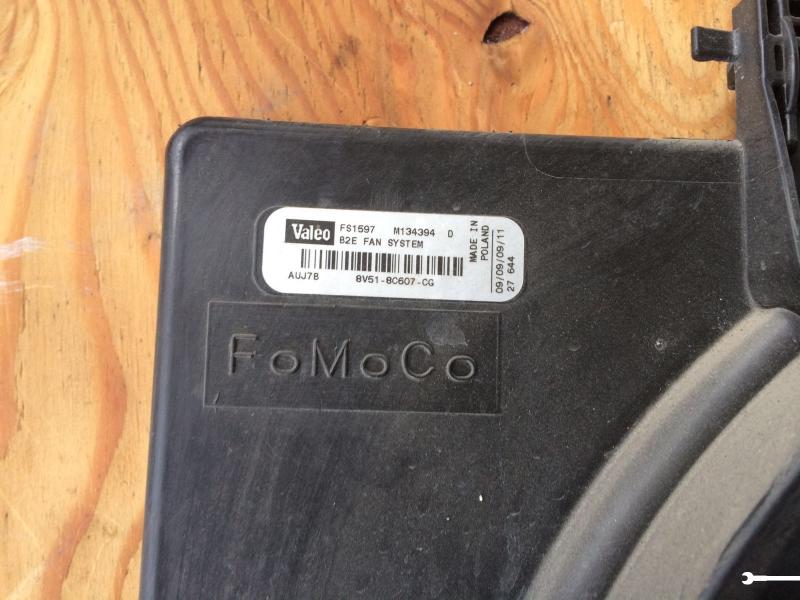 Valeo FS1597 M134394 D
B2E FAN SYSTEM
AUJ7B 8V51-8C607-CG
MADE IN
POLAND
09/09/09/11
27 644
FoMoCo